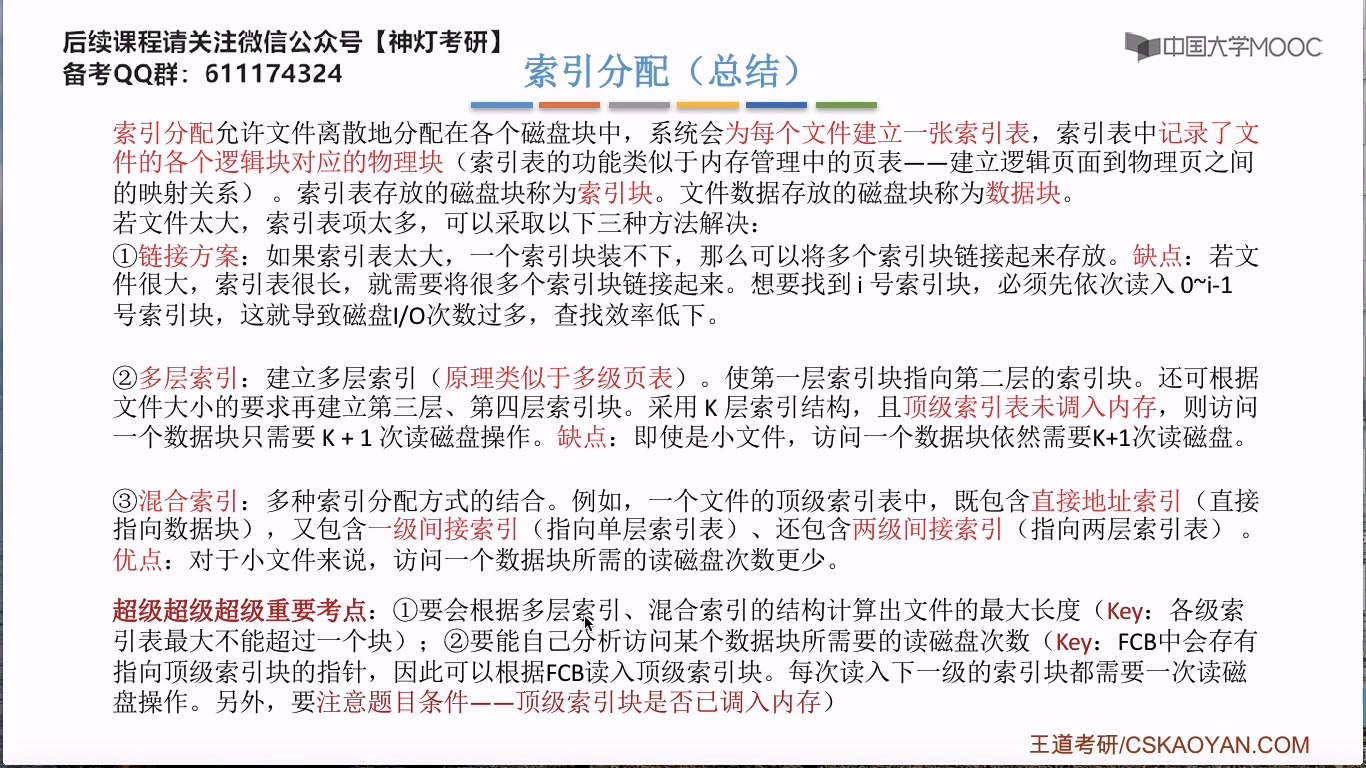 后续课程请关注微信公众号【神灯考研】
备考QQ群：611174324
中国大学MOOC
索引分配（总结）
索引分配允许文件离散地分配在各个磁盘块中，系统会为每个文件建立一张索引表，索引表中记录了文
件的各个逻辑块对应的物理块（索引表的功能类似于内存管理中的页表——建立逻辑页面到物理页之间
的映射关系）。索引表存放的磁盘块称为索引块。文件数据存放的磁盘块称为数据块。
若文件太大，索引表项太多，可以采取以下三种方法解决：
①链接方案：如果索引表太大，一个索引块装不下，那么可以将多个索引块链接起来存放。缺点：若文
件很大，索引表很长，就需要将很多个索引块链接起来。想要找到 i 号索引块，必须先依次读入 0~i-1
号索引块，这就导致磁盘I/O次数过多，查找效率低下。
②多层索引：建立多层索引（原理类似于多级页表）。使第一层索引块指向第二层的索引块。还可根据
文件大小的要求再建立第三层、第四层索引块。采用 K 层索引结构，且顶级索引表未调入内存，则访问
一个数据块只需要 K + 1 次读磁盘操作。缺点：即使是小文件，访问一个数据块依然需要K+1次读磁盘。
③混合索引：多种索引分配方式的结合。例如，一个文件的顶级索引表中，既包含直接地址索引（直接
指向数据块），又包含一级间接索引（指向单层索引表）、还包含两级间接索引（指向两层索引表）。
优点：对于小文件来说，访问一个数据块所需的读磁盘次数更少。
超级超级超级重要考点：①要会根据多层索引、混合索引的结构计算出文件的最大长度（Key：各级索
引表最大不能超过一个块）；②要能自己分析访问某个数据块所需要的读磁盘次数（Key：FCB中会存有
指向顶级索引块的指针，因此可以根据FCB读入顶级索引块。每次读入下一级的索引块都需要一次读磁
盘操作。另外，要注意题目条件——顶级索引块是否已调入内存）
王道考研/CSKAOYAN.COM